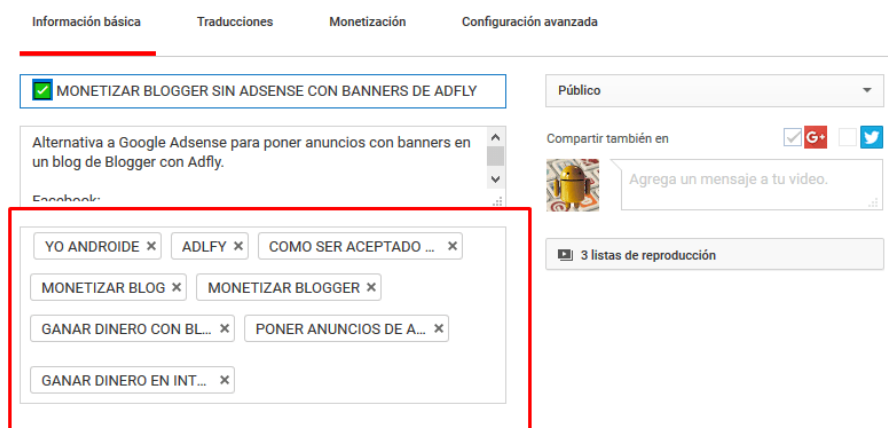 Información básica Traducciones Monetización Configuración avanzada
MONETIZAR BLOGGER SIN ADSENSE CON BANNERS DE ADFLY
Público
Alternativa a Google Adsense para poner anuncios con banners en
un blog de Blogger con Adfly.
Facebook:
Compartir también en G+
Agrega un mensaje a tu video.
YO ANDROIDE × ADLFY × COMO SER ACEPTADO ... ×
MONETIZAR BLOG × MONETIZAR BLOGGER ×
GANAR DINERO CON BL... × PONER ANUNCIOS DE A... ×
GANAR DINERO EN INT... ×
3 listas de reproducción